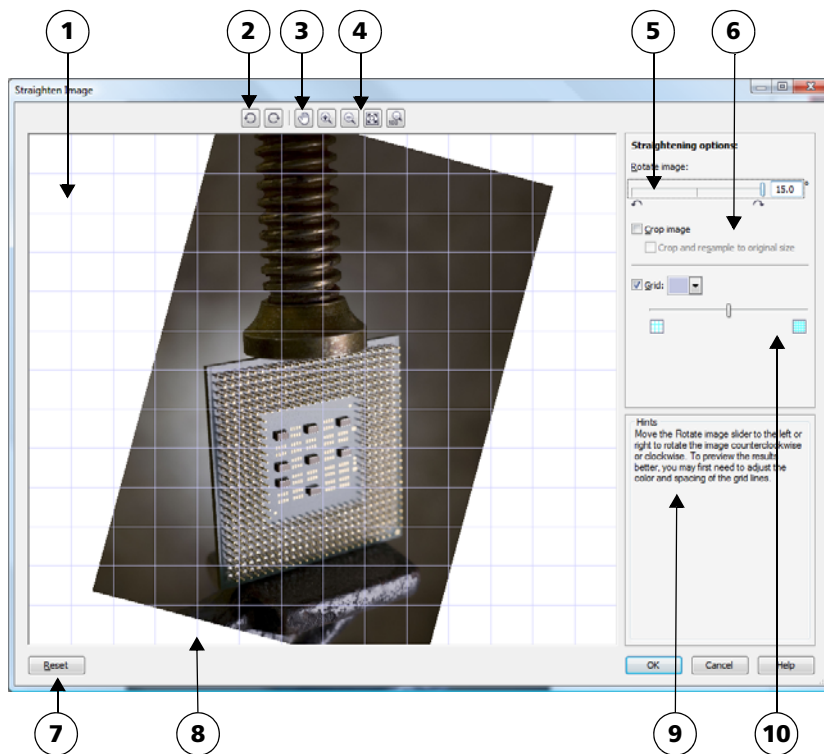 1
2
3
4
5
6
Straighten Image
Straightening options:
Rotate image:
15.0 °
Crop image
Crop and resample to original size
Grid:
Hints
Move the Rotate image slider to the left or
right to rotate the image counterclockwise
or clockwise. To preview the results
better, you may first need to adjust the
color and spacing of the grid lines.
Reset
OK
Cancel
Help
7
8
9
10